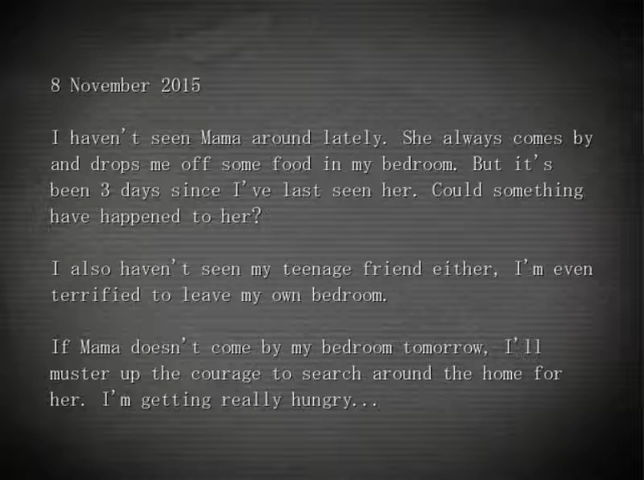 8 November 2015
I haven't seen Mama around lately. She always comes by
and drops me off some food in my bedroom. But it's
been 3 days since I've last seen her. Could something
have happened to her?
I also haven't seen my teenage friend either, I'm even
terrified to leave my own bedroom.
If Mama doesn't come by my bedroom tomorrow, I'll
muster up the courage to search around the home for
her. I'm getting really hungry...